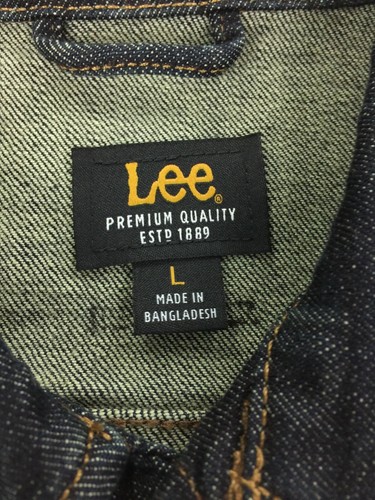 Lee®
PREMIUM QUALITY
ESTD 1889
L
MADE IN
BANGLADESH